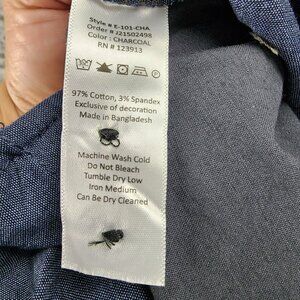 Style # E-101-CHA
Order # J21502498
Color : CHARCOAL
RN # 123913
97% Cotton, 3% Spandex
Exclusive of decoration
Made in Bangladesh
Machine Wash Cold
Do Not Bleach
Tumble Dry Low
Iron Medium
Can Be Dry Cleaned